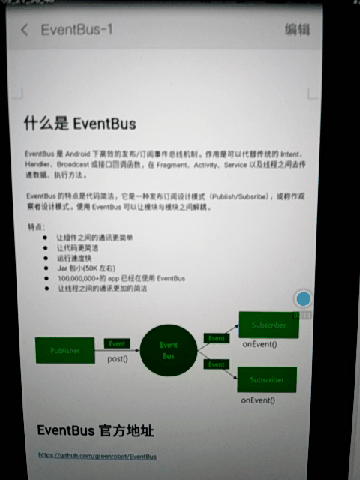 EventBus-1
编辑
什么是 EventBus
EventBus 是 Android 下高效的发布/订阅事件总线机制。作用是可以代替传统的 Intent,
Handler、Broadcast 或接口回调函数，在 Fragment、Activity、Service 以及线程之间去传
递数据、执行方法。
EventBus 的特点是代码简洁，它是一种发布订阅设计模式（Publish/Subsribe），或称作观
察者设计模式。使用 EventBus 可以让模块与模块之间解耦。
特点：
让组件之间的通讯更简单
让代码更简洁
运行速度快
Jar 包小(50K 左右)
100,000,000+的 app 已经在使用 EventBus
让线程之间的通讯更加的简洁
Publisher
Event
post()
Event
Bus
Event
Event
Subscriber
onEvent()
Subscriber
onEvent()
EventBus 官方地址
https://github.com/greenrobot/EventBus